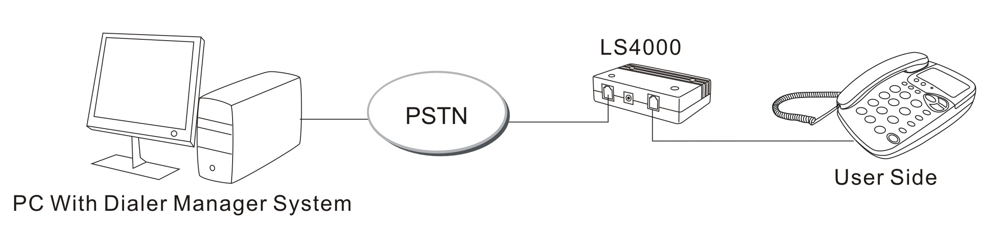 LS4000
PSTN
User Side
PC With Dialer Manager System